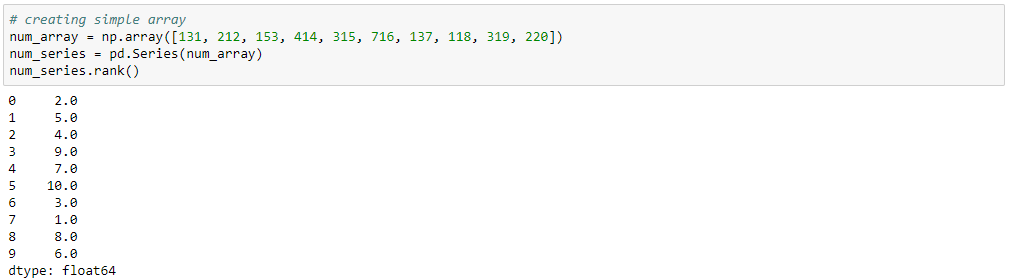 # creating simple array
num_array = np.array([131, 212, 153, 414, 315, 716, 137, 118, 319, 220])
num_series = pd.Series(num_array)
num_series.rank()
0     2.0
1     5.0
2     4.0
3     9.0
4     7.0
5    10.0
6     3.0
7     1.0
8     8.0
9     6.0
dtype: float64